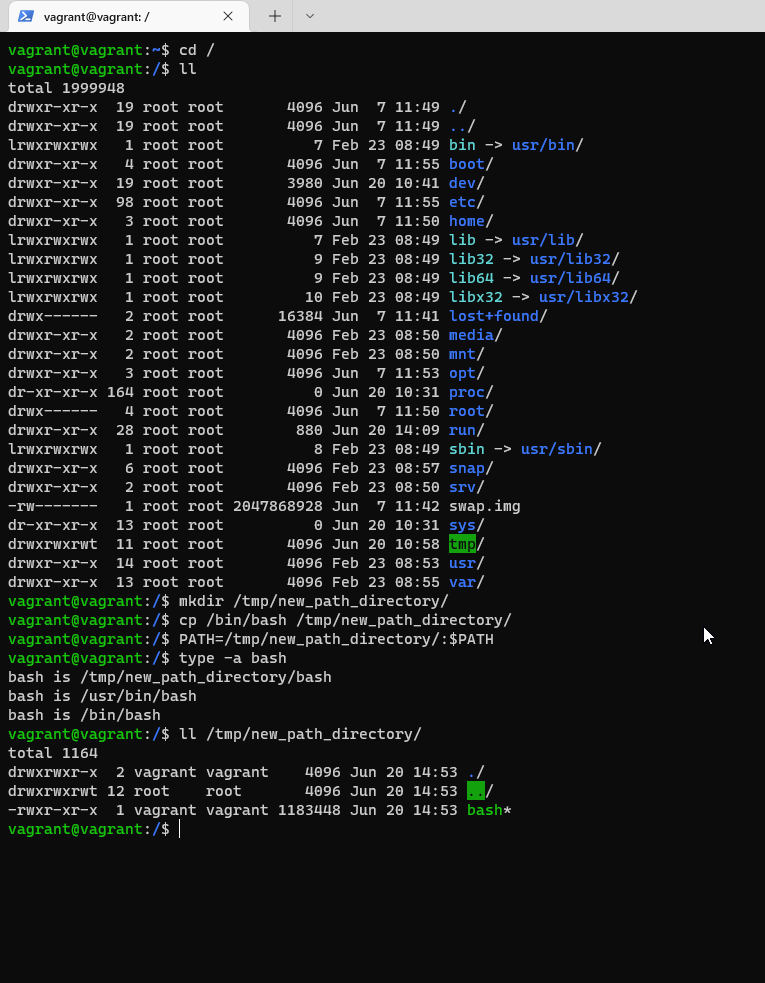 vagrant@vagrant: /
vagrant@vagrant:~$ cd /
vagrant@vagrant:/$ ll
total 1999948
drwxr-xr-x  19 root root       4096 Jun  7 11:49 ./
drwxr-xr-x  19 root root       4096 Jun  7 11:49 ../
lrwxrwxrwx   1 root root          7 Feb 23 08:49 bin -> usr/bin/
drwxr-xr-x   4 root root       4096 Jun  7 11:55 boot/
drwxr-xr-x  19 root root       3980 Jun 20 10:41 dev/
drwxr-xr-x  98 root root       4096 Jun  7 11:55 etc/
drwxr-xr-x   3 root root       4096 Jun  7 11:50 home/
lrwxrwxrwx   1 root root          7 Feb 23 08:49 lib -> usr/lib/
lrwxrwxrwx   1 root root          9 Feb 23 08:49 lib32 -> usr/lib32/
lrwxrwxrwx   1 root root          9 Feb 23 08:49 lib64 -> usr/lib64/
lrwxrwxrwx   1 root root         10 Feb 23 08:49 libx32 -> usr/libx32/
drwx------   2 root root      16384 Jun  7 11:41 lost+found/
drwxr-xr-x   2 root root       4096 Feb 23 08:50 media/
drwxr-xr-x   2 root root       4096 Feb 23 08:50 mnt/
drwxr-xr-x   3 root root       4096 Jun  7 11:53 opt/
dr-xr-xr-x 164 root root          0 Jun 20 10:31 proc/
drwx------   4 root root       4096 Jun  7 11:50 root/
drwxr-xr-x  28 root root        880 Jun 20 14:09 run/
lrwxrwxrwx   1 root root          8 Feb 23 08:49 sbin -> usr/sbin/
drwxr-xr-x   6 root root       4096 Feb 23 08:57 snap/
drwxr-xr-x   2 root root       4096 Feb 23 08:50 srv/
-rw-------   1 root root 2047868928 Jun  7 11:42 swap.img
dr-xr-xr-x  13 root root          0 Jun 20 10:31 sys/
drwxrwxrwt  11 root root       4096 Jun 20 10:58 tmp/
drwxr-xr-x  14 root root       4096 Feb 23 08:53 usr/
drwxr-xr-x  13 root root       4096 Feb 23 08:55 var/
vagrant@vagrant:/$ mkdir /tmp/new_path_directory/
vagrant@vagrant:/$ cp /bin/bash /tmp/new_path_directory/
vagrant@vagrant:/$ PATH=/tmp/new_path_directory/:$PATH
vagrant@vagrant:/$ type -a bash
bash is /tmp/new_path_directory/bash
bash is /usr/bin/bash
bash is /bin/bash
vagrant@vagrant:/$ ll /tmp/new_path_directory/
total 1164
drwxrwxr-x  2 vagrant vagrant    4096 Jun 20 14:53 ./
drwxrwxrwt 12 root    root       4096 Jun 20 14:53 ../
-rwxr-xr-x  1 vagrant vagrant 1183448 Jun 20 14:53 bash*
vagrant@vagrant:/$